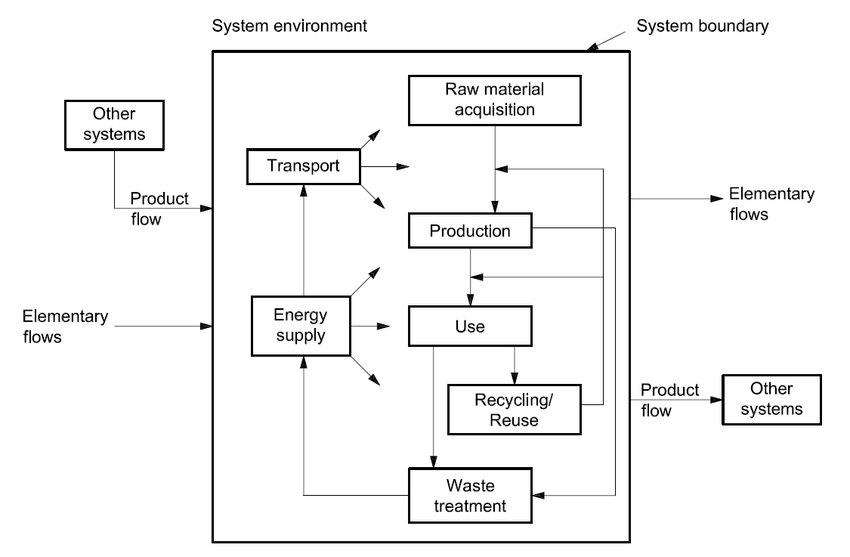 System environment
System boundary
Other
systems
Product
flow
Elementary
flows
Raw material
acquisition
Transport
Production
Energy
supply
Use
Recycling/
Reuse
Waste
treatment
Elementary
flows
Product
flow
Other
systems